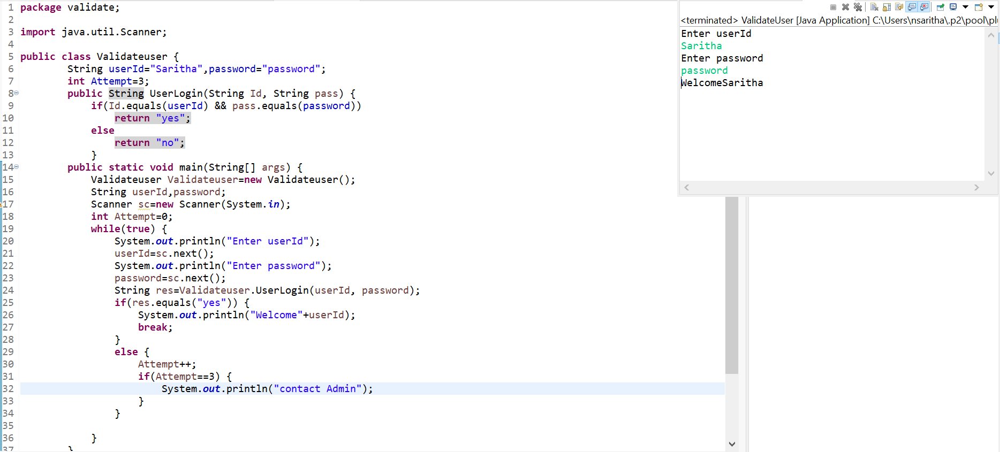 1 package validate;
2
3 import java.util.Scanner;
4
5 public class Validateuser {
6 String userId="Saritha",password="password";
7 int Attempt=3;
8 public String UserLogin(String Id, String pass) {
9 if(Id.equals(userId) && pass.equals(password))
10 return "yes";
11 else
12 return "no";
13 }
14 public static void main(String[] args) {
15 Validateuser Validateuser=new Validateuser();
16 String userId,password;
17 Scanner sc=new Scanner(System.in);
18 int Attempt=0;
19 while(true) {
20 System.out.println("Enter userId");
21 userId=sc.next();
22 System.out.println("Enter password");
23 password=sc.next();
24 String res=Validateuser.UserLogin(userId, password);
25 if(res.equals("yes")) {
26 System.out.println("Welcome"+userId);
27 break;
28 }
29 else {
30 Attempt++;
31 if(Attempt==3) {
32 System.out.println("contact Admin");
33 }
34 }
35
36 }
37 }
<terminated> ValidateUser [Java Application] C:\Users\nsaritha\.p2\pool\pl
Enter userId
Saritha
Enter password
password
WelcomeSaritha